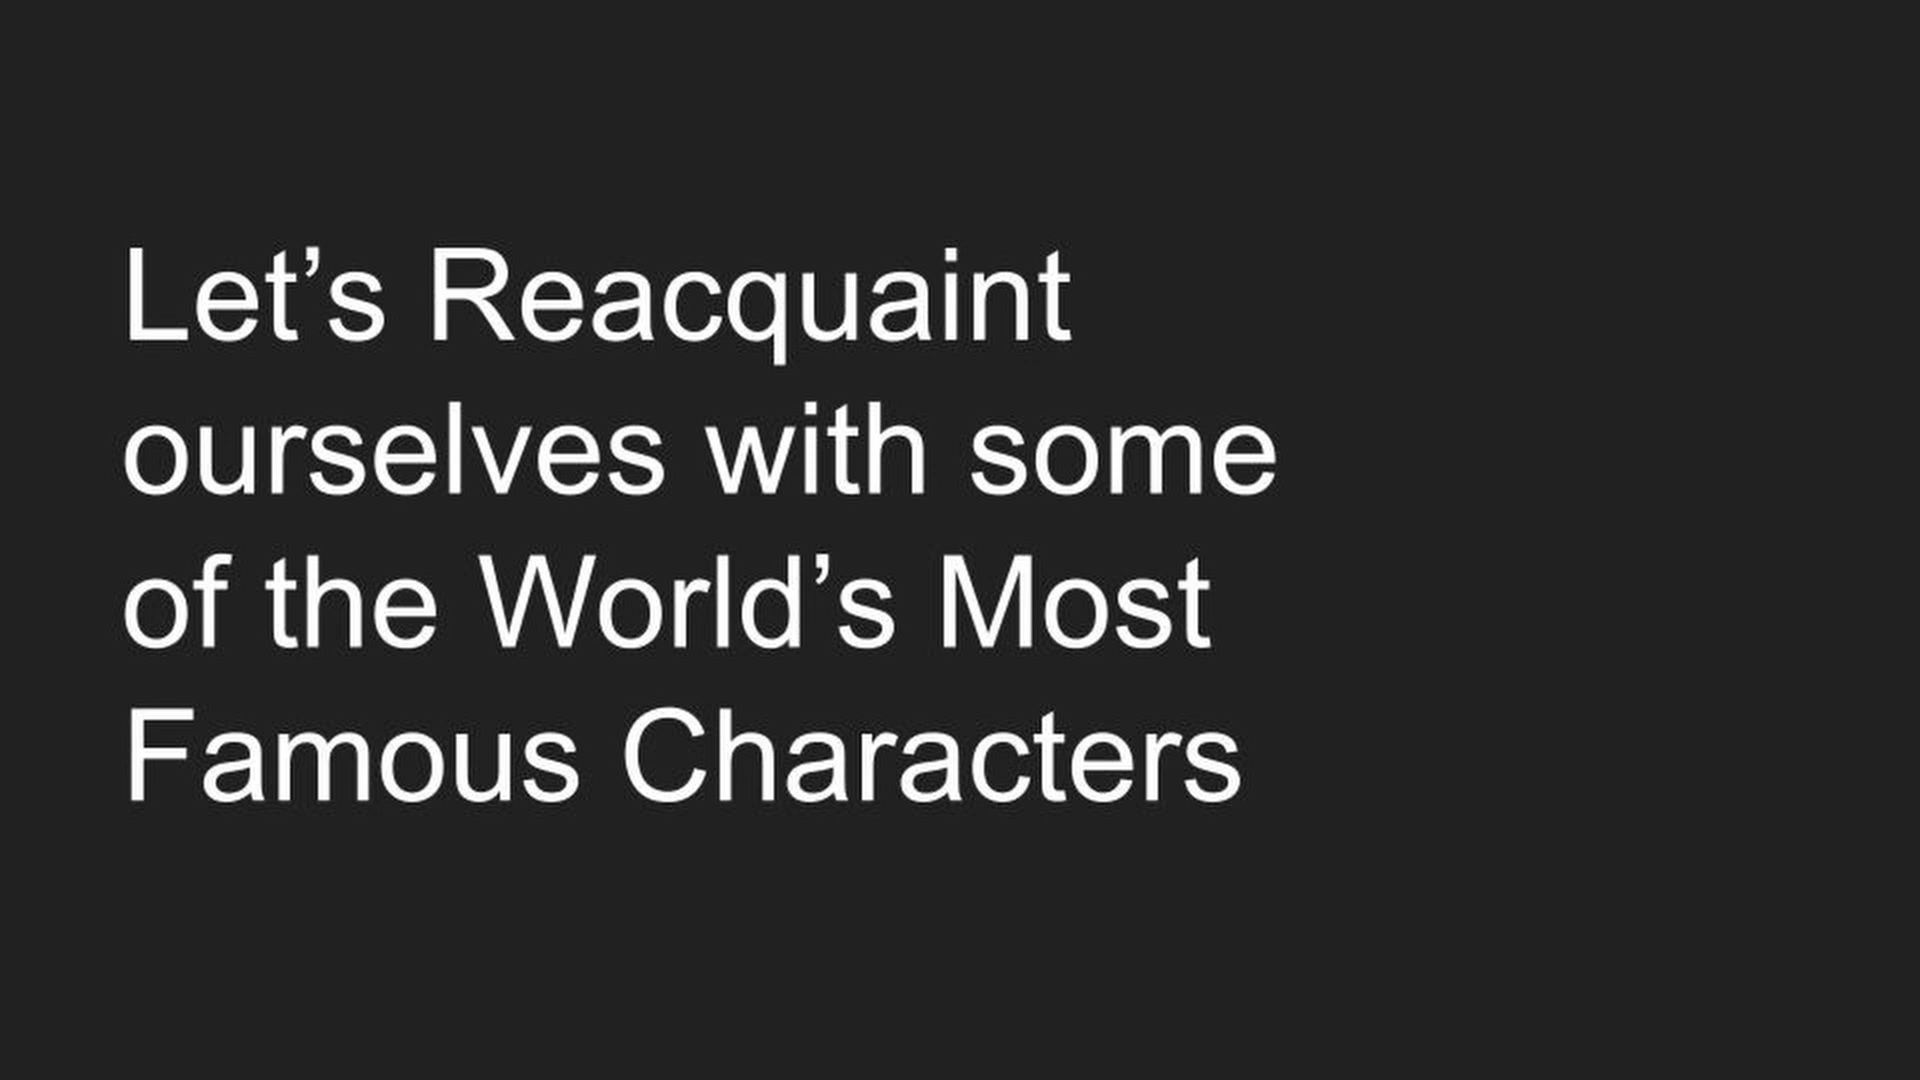 Let’s Reacquaint
ourselves with some
of the World’s Most
Famous Characters